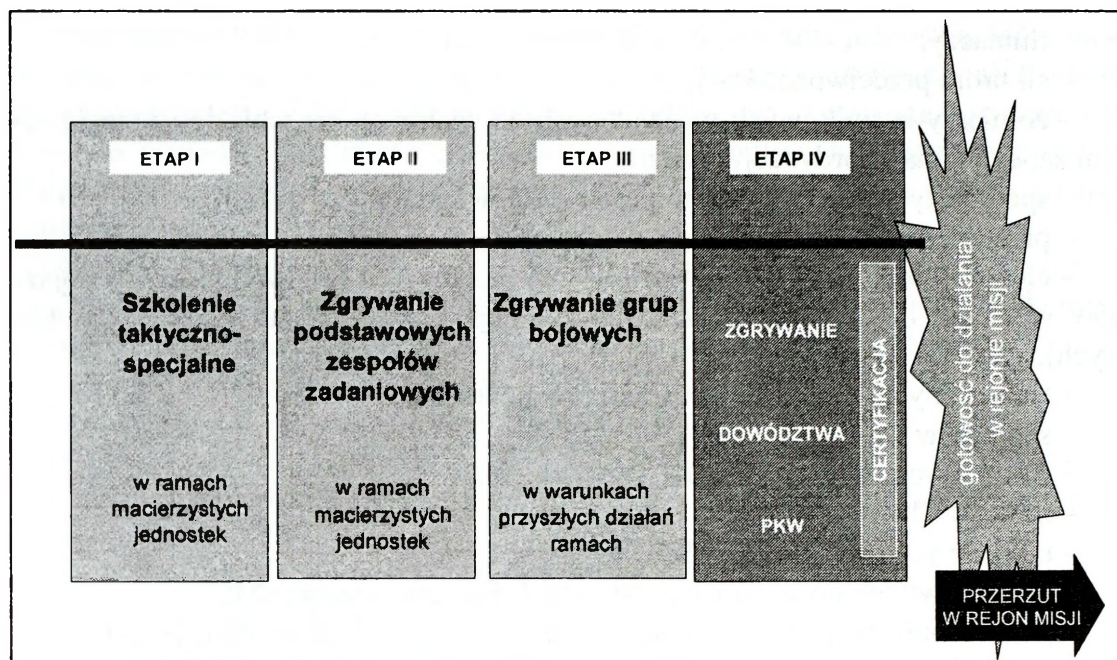 ETAP I
Szkolenie
taktyczno-
specjalne
w ramach
macierzystych
jednostek
ETAP II
Zgrywanie
podstawowych
zespołów
zadaniowych
w ramach
macierzystych
jednostek
ETAP III
Zgrywanie grup
bojowych
w warunkach
przyszłych działań
ramach
ETAP IV
ZGRYWANIE
DOWÓDZTWA
PKW
CERTYFIKACJA
gotowość do działania
w rejonie misji
PRZERZUT
W REJON MISJI